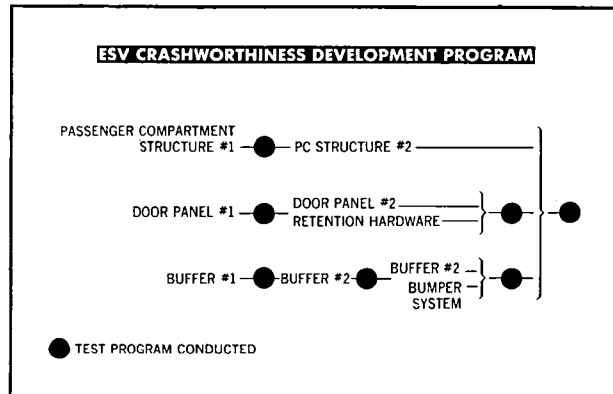 ESV CRASHWORTHINESS DEVELOPMENT PROGRAM
PASSENGER COMPARTMENT
STRUCTURE #1
PC STRUCTURE #2
DOOR PANEL #1
DOOR PANEL #2
RETENTION HARDWARE
BUFFER #1
BUFFER #2
BUFFER #2
BUMPER
SYSTEM
TEST PROGRAM CONDUCTED